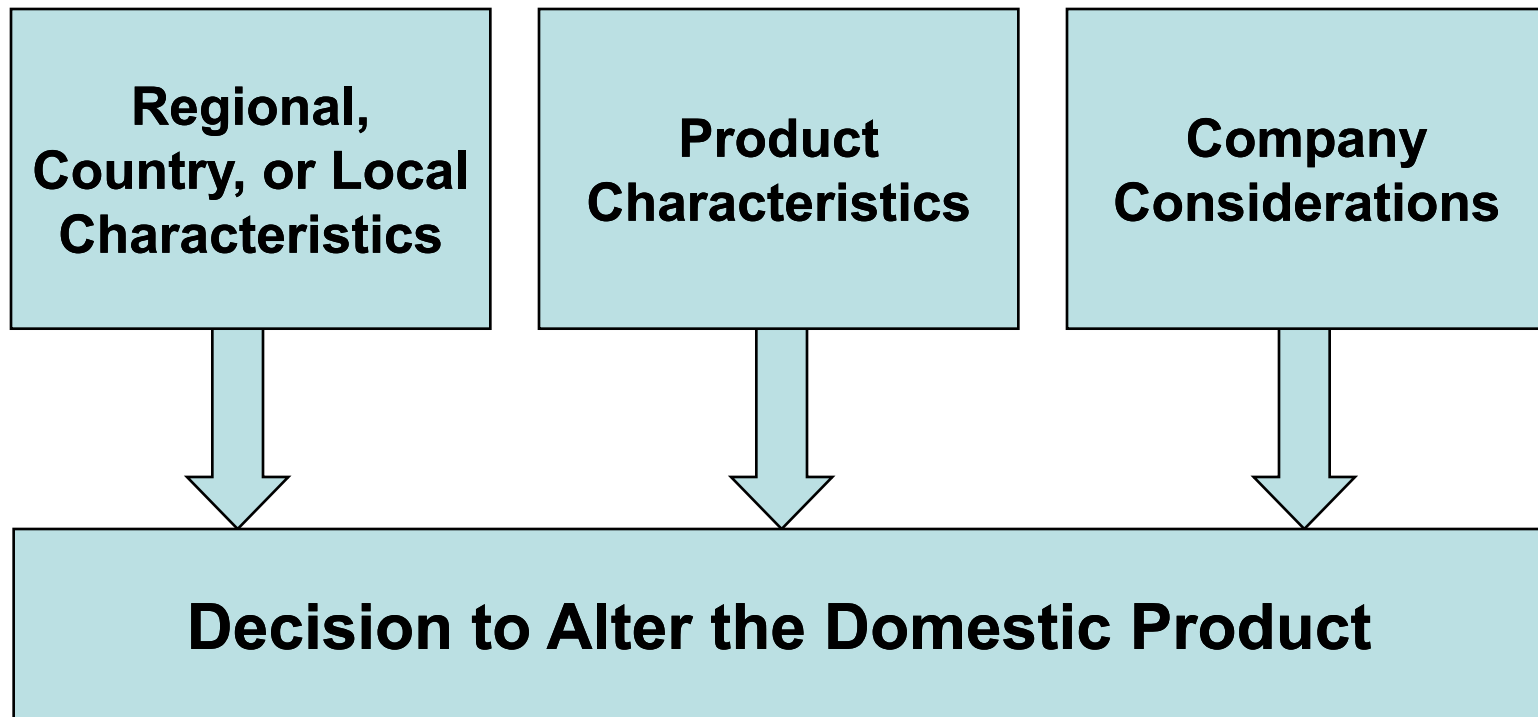 Regional,
Country, or Local
Characteristics
Product
Characteristics
Company
Considerations
Decision to Alter the Domestic Product